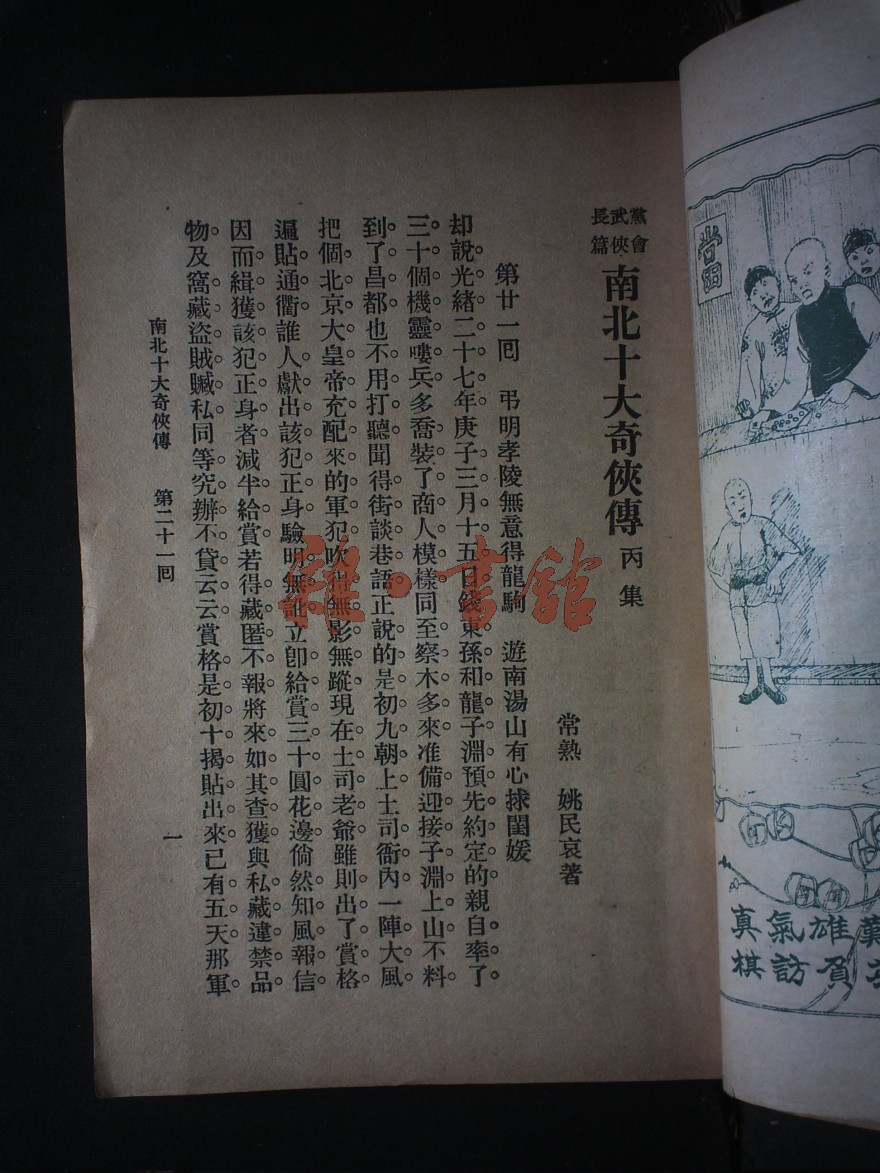 黨會武俠長篇 南北十大奇俠傳 丙集
常熟 姚民哀著
第廿一回 弔明孝陵無意得龍駒 遊南湯山有心捄閨媛
却說光緒二十七年庚子三月十五日錢東孫和龍子淵預先約定的親自率了
三十個機靈嘍兵多喬裝了商人模樣同至察木多來准備迎接子淵上山不料
到了昌都也不用打聽聞得街談巷語正說的是初九朝上土司衙內一陣大風
把個北京大皇帝充配來的軍犯吹得無影無蹤現在土司老爺雖則出了賞格
遍貼通衢誰人獻出該犯正身驗明無訛立卽給賞三十圓花邊倘然知風報信
因而緝獲該犯正身者減半給賞若得藏匿不報將來如其查獲與私藏違禁品
物及窩藏盜賊贓私同等究辦不貸云云賞格是初十揭貼出來已有五天那軍
南北十大奇俠傳 第二十一回
一
雜·書館
當
雄氣真
訪棋